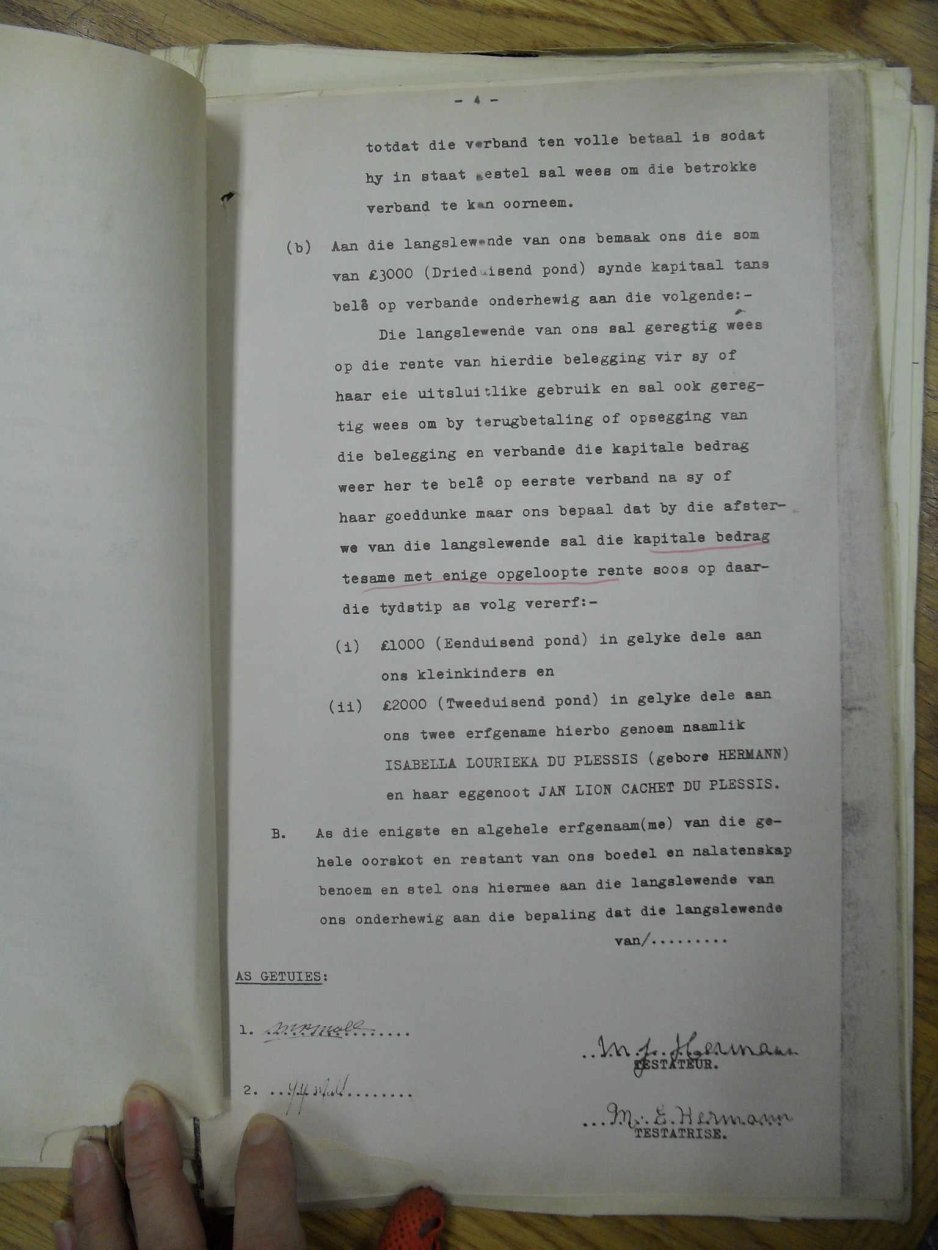 - 4 -
totdat die verband ten volle betaal is sodat
hy in staat gestel sal wees om die betrokke
verband te kan oorneem.
(b) Aan die langslewende van ons bemaak ons die som
van £3000 (Drieduisend pond) synde kapitaal tans
belê op verbande onderhewig aan die volgende:-
Die langslewende van ons sal geregtig wees
op die rente van hierdie belegging vir sy of
haar eie uitsluitlike gebruik en sal ook gereg-
tig wees om by terugbetaling of opsegging van
die belegging en verbande die kapitale bedrag
weer her te belê op eerste verband na sy of
haar goeddunke maar ons bepaal dat by die afster-
we van die langslewende sal die kapitale bedrag
tesame met enige opgeloopte rente soos op daar-
die tydstip as volg vererf:-
(i) £1000 (Eenduisend pond) in gelyke dele aan
ons kleinkinders en
(ii) £2000 (Tweeduisend pond) in gelyke dele aan
ons twee erfgename hierbo genoem naamlik
ISABELLA LOURIEKA DU PLESSIS (gebore HERMANN)
en haar eggenoot JAN LION CACHET DU PLESSIS.
B. As die enigste en algehele erfgenaam(me) van die ge-
hele oorskot en restant van ons boedel en nalatenskap
benoem en stel ons hiermee aan die langslewende van
ons onderhewig aan die bepaling dat die langslewende
van/.........
AS GETUIES:
1.
..M. J. Hermann
TESTATEUR.
2.
...M. E. Hermann
TESTATRISE.